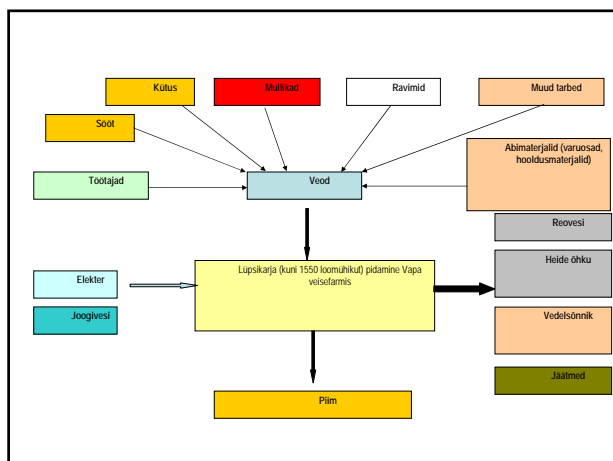 Kütus
Mullikad
Ravimid
Muud tarbed
Sööt
Abimaterjalid (varuosad,
hooldusmaterjalid)
Töötajad
Veod
Reovesi
Lüpsikarja (kuni 1550 loomühikut) pidamine Vapa
veisefarmis
Heide õhku
Elekter
Joogivesi
Vedelsõnnik
Jäätmed
Piim